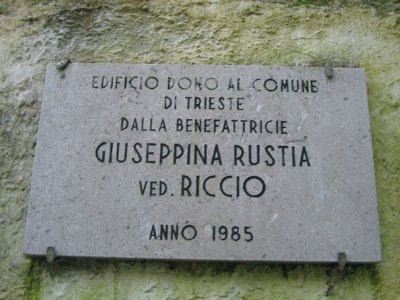 EDIFICIO DONO AL COMUNE
DI TRIESTE
DALLA BENEFATTRICIE
GIUSEPPINA RUSTIA
VED. RICCIO
ANNO 1985